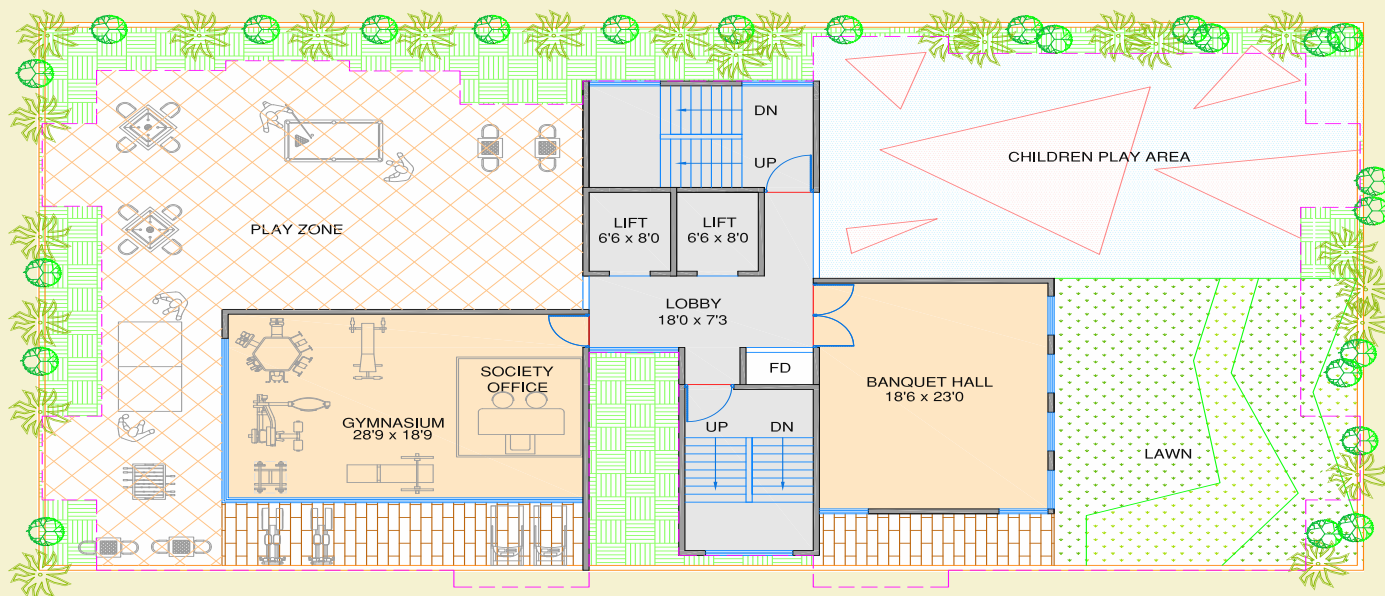 DN
UP
CHILDREN PLAY AREA
PLAY ZONE
LIFT
6'6 x 8'0
LIFT
6'6 x 8'0
LOBBY
18'0 x 7'3
FD
SOCIETY
OFFICE
BANQUET HALL
18'6 x 23'0
GYMNASIUM
28'9 x 18'9
UP
DN
LAWN